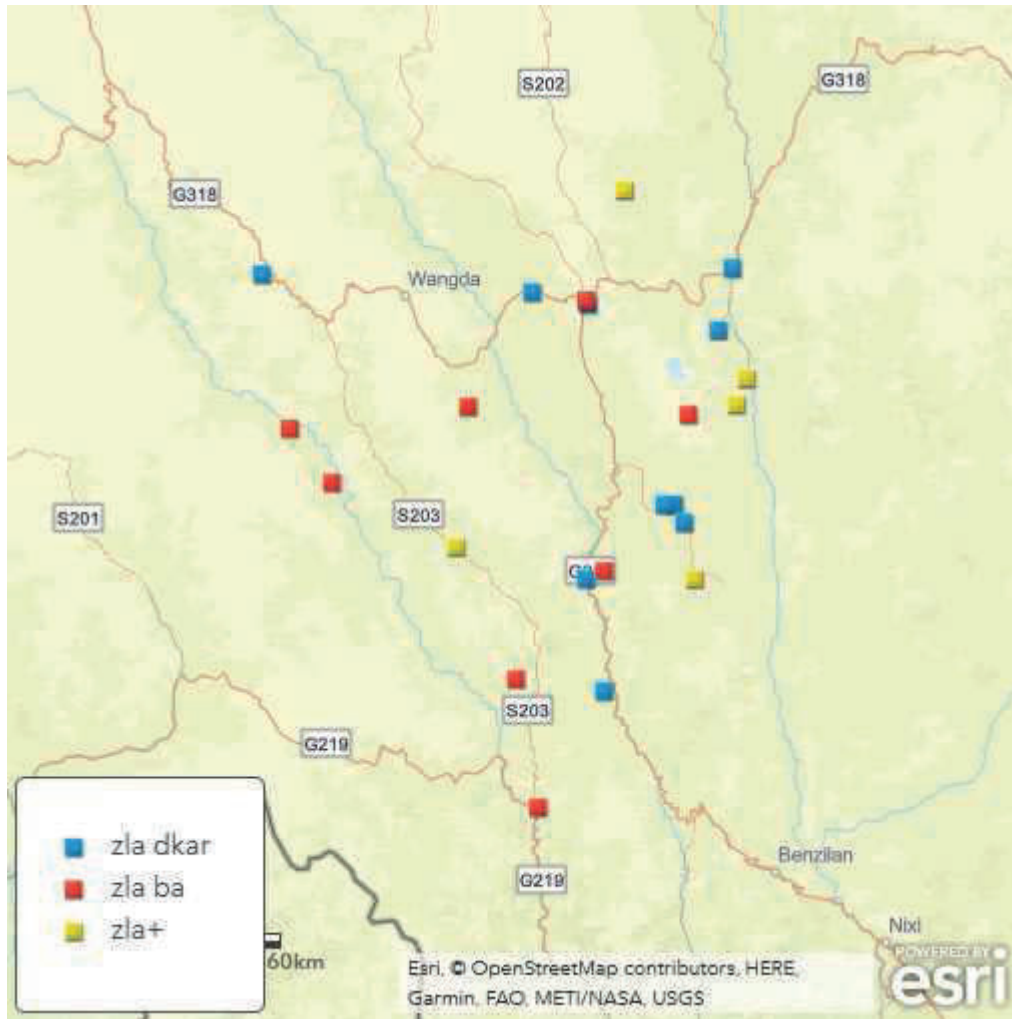 S202
G318
G318
Wangda
S201
S203
S203
G219
zla dkar
zla ba
zla+
G219
Benzilan
Nixi
60km
Esri, © OpenStreetMap contributors, HERE,
Garmin, FAO, METI/NASA, USGS
POWERED BY
esri